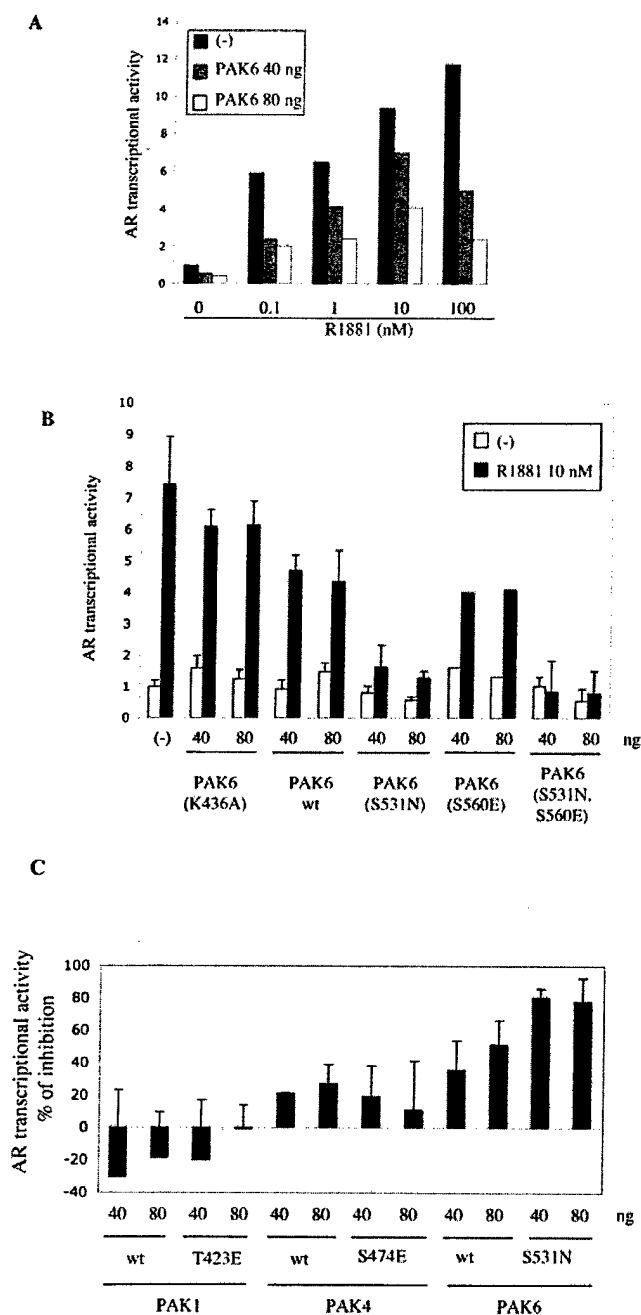 A
AR transcriptional activity
14
12
10
8
6
4
2
0
(-)
PAK6 40 ng
PAK6 80 ng
0 0.1 1 10 100
R1881 (nM)
B
AR transcriptional activity
10
9
8
7
6
5
4
3
2
1
0
(-)
R1881 10 nM
(-) 40 80 40 80 40 80 40 80 40 80 ng
PAK6 (K436A)
PAK6 wt
PAK6 (S531N)
PAK6 (S560E)
PAK6 (S531N, S560E)
C
AR transcriptional activity
% of inhibition
100
80
60
40
20
0
-20
-40
40 80 40 80 40 80 40 80 40 80 40 80 ng
wt T423E wt S474E wt S531N
PAK1 PAK4 PAK6